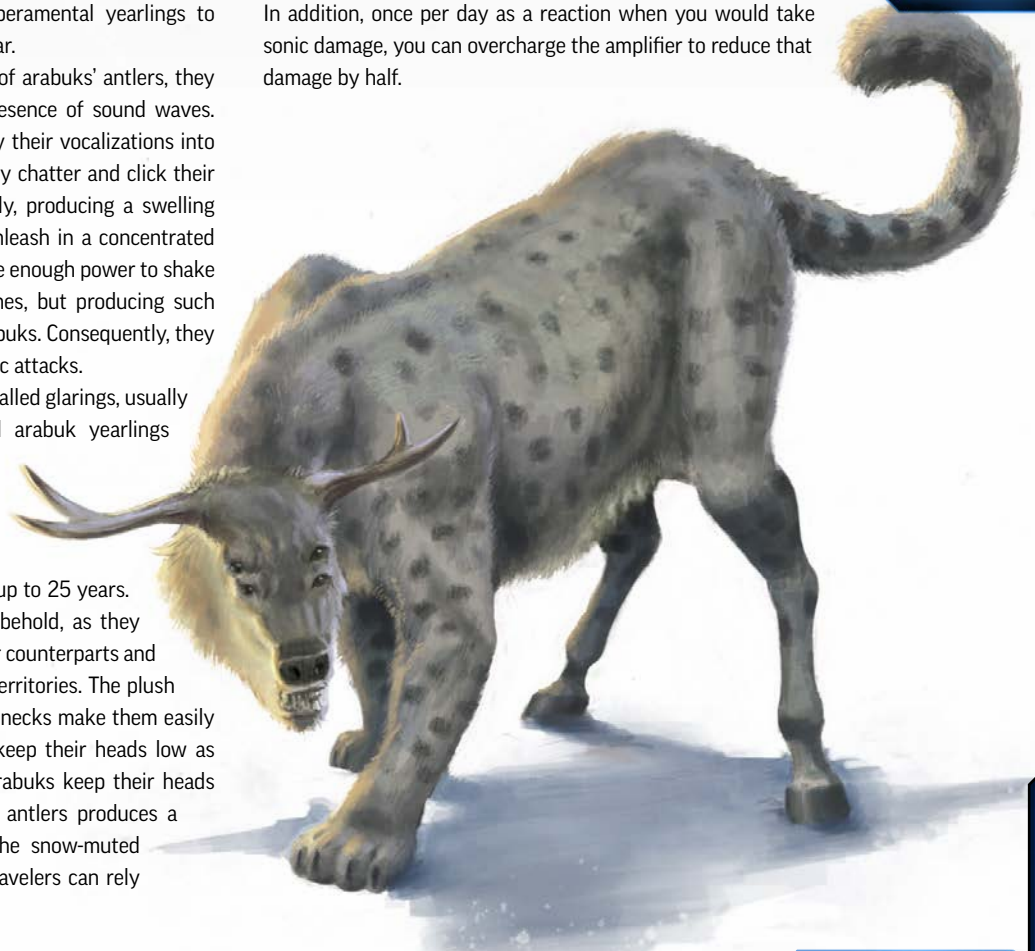 peramental yearlings to
ar.
of arabuks' antlers, they
esence of sound waves.
y their vocalizations into
y chatter and click their
ly, producing a swelling
nleash in a concentrated
e enough power to shake
nes, but producing such
buks. Consequently, they
c attacks.
alled glarings, usually
l arabuk yearlings
up to 25 years.
behold, as they
r counterparts and
erritories. The plush
necks make them easily
keep their heads low as
rabuks keep their heads
antlers produces a
he snow-muted
avelers can rely
In addition, once per day as a reaction when you would take
sonic damage, you can overcharge the amplifier to reduce that
damage by half.